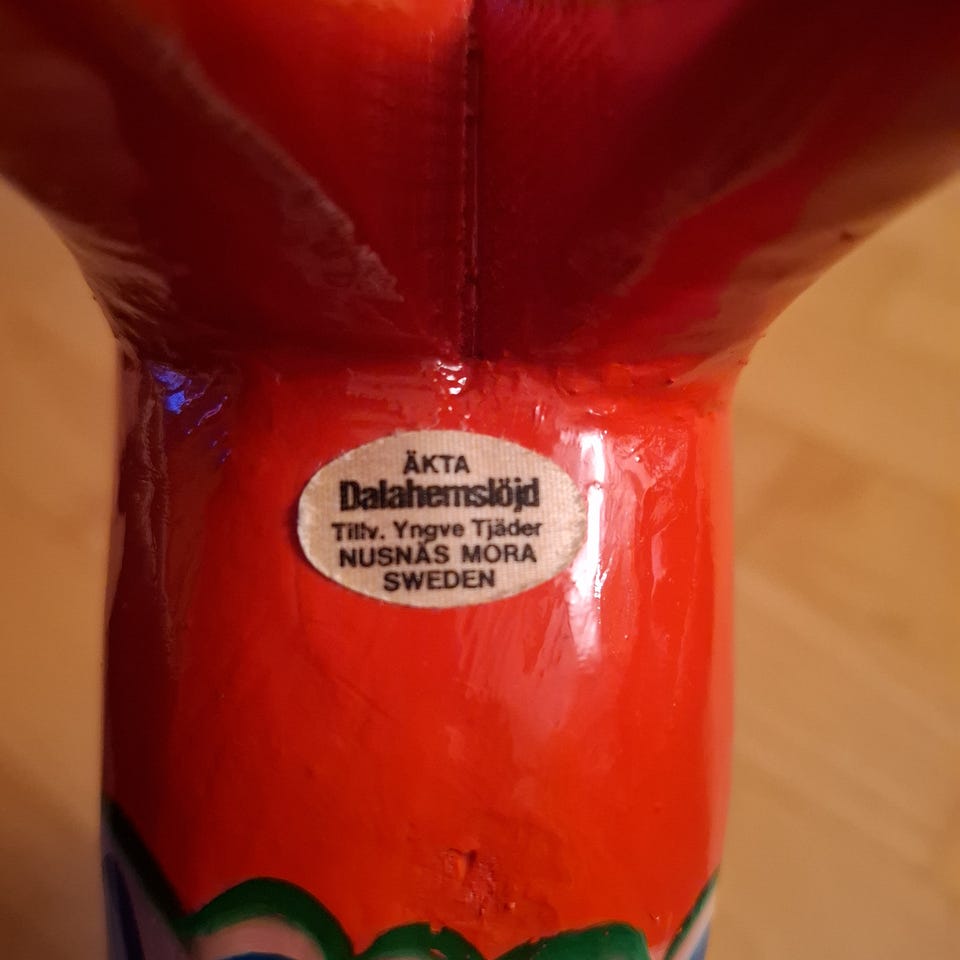 ÄKTA
Dalahemslöjd
Tillv. Yngve Tjäder
NUSNÄS MORA
SWEDEN